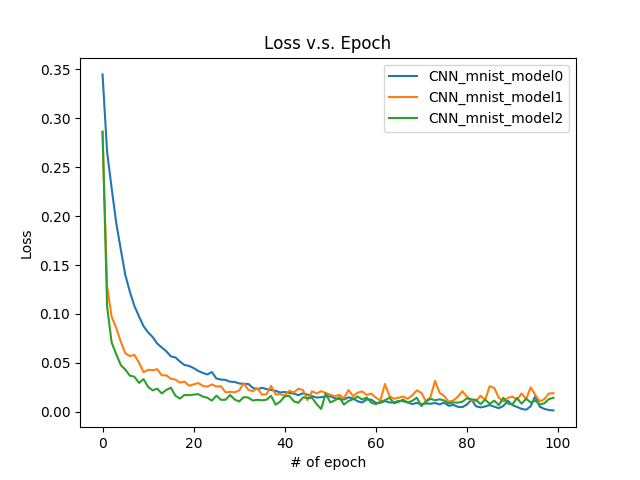 Loss v.s. Epoch
CNN_mnist_model0
CNN_mnist_model1
CNN_mnist_model2
Loss
0.35
0.30
0.25
0.20
0.15
0.10
0.05
0.00
0 20 40 60 80 100
# of epoch